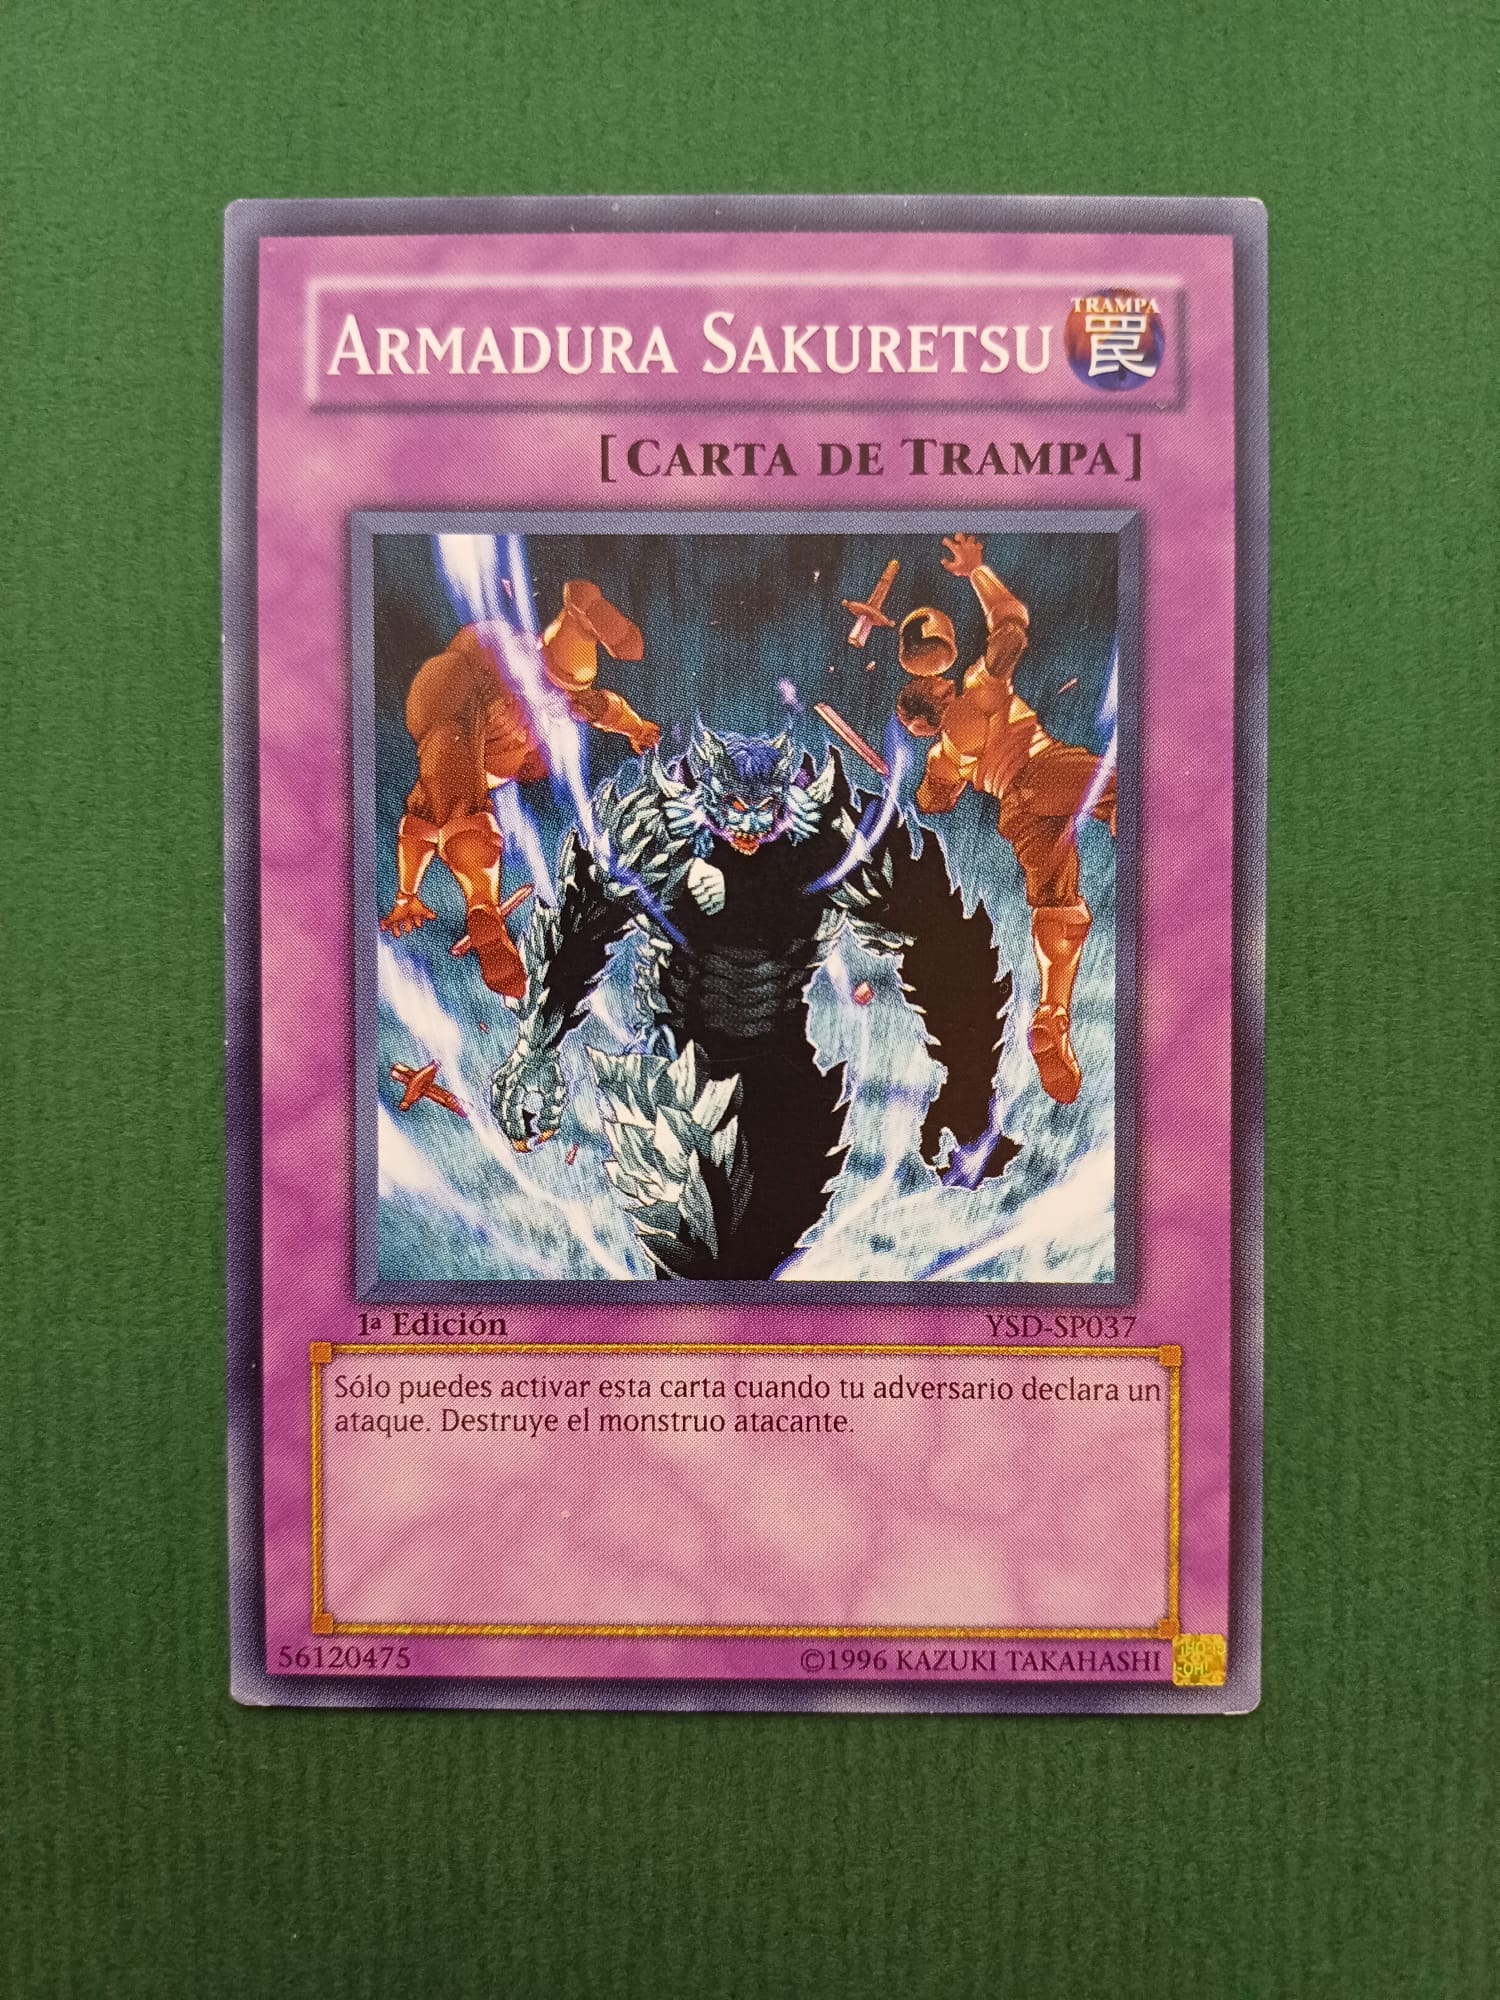 ARMADURA SAKURETSU
TRAMPA
罠
[CARTA DE TRAMPA]
1ª Edición
YSD-SP037
Sólo puedes activar esta carta cuando tu adversario declara un
ataque. Destruye el monstruo atacante.
56120475
©1996 KAZUKI TAKAHASHI